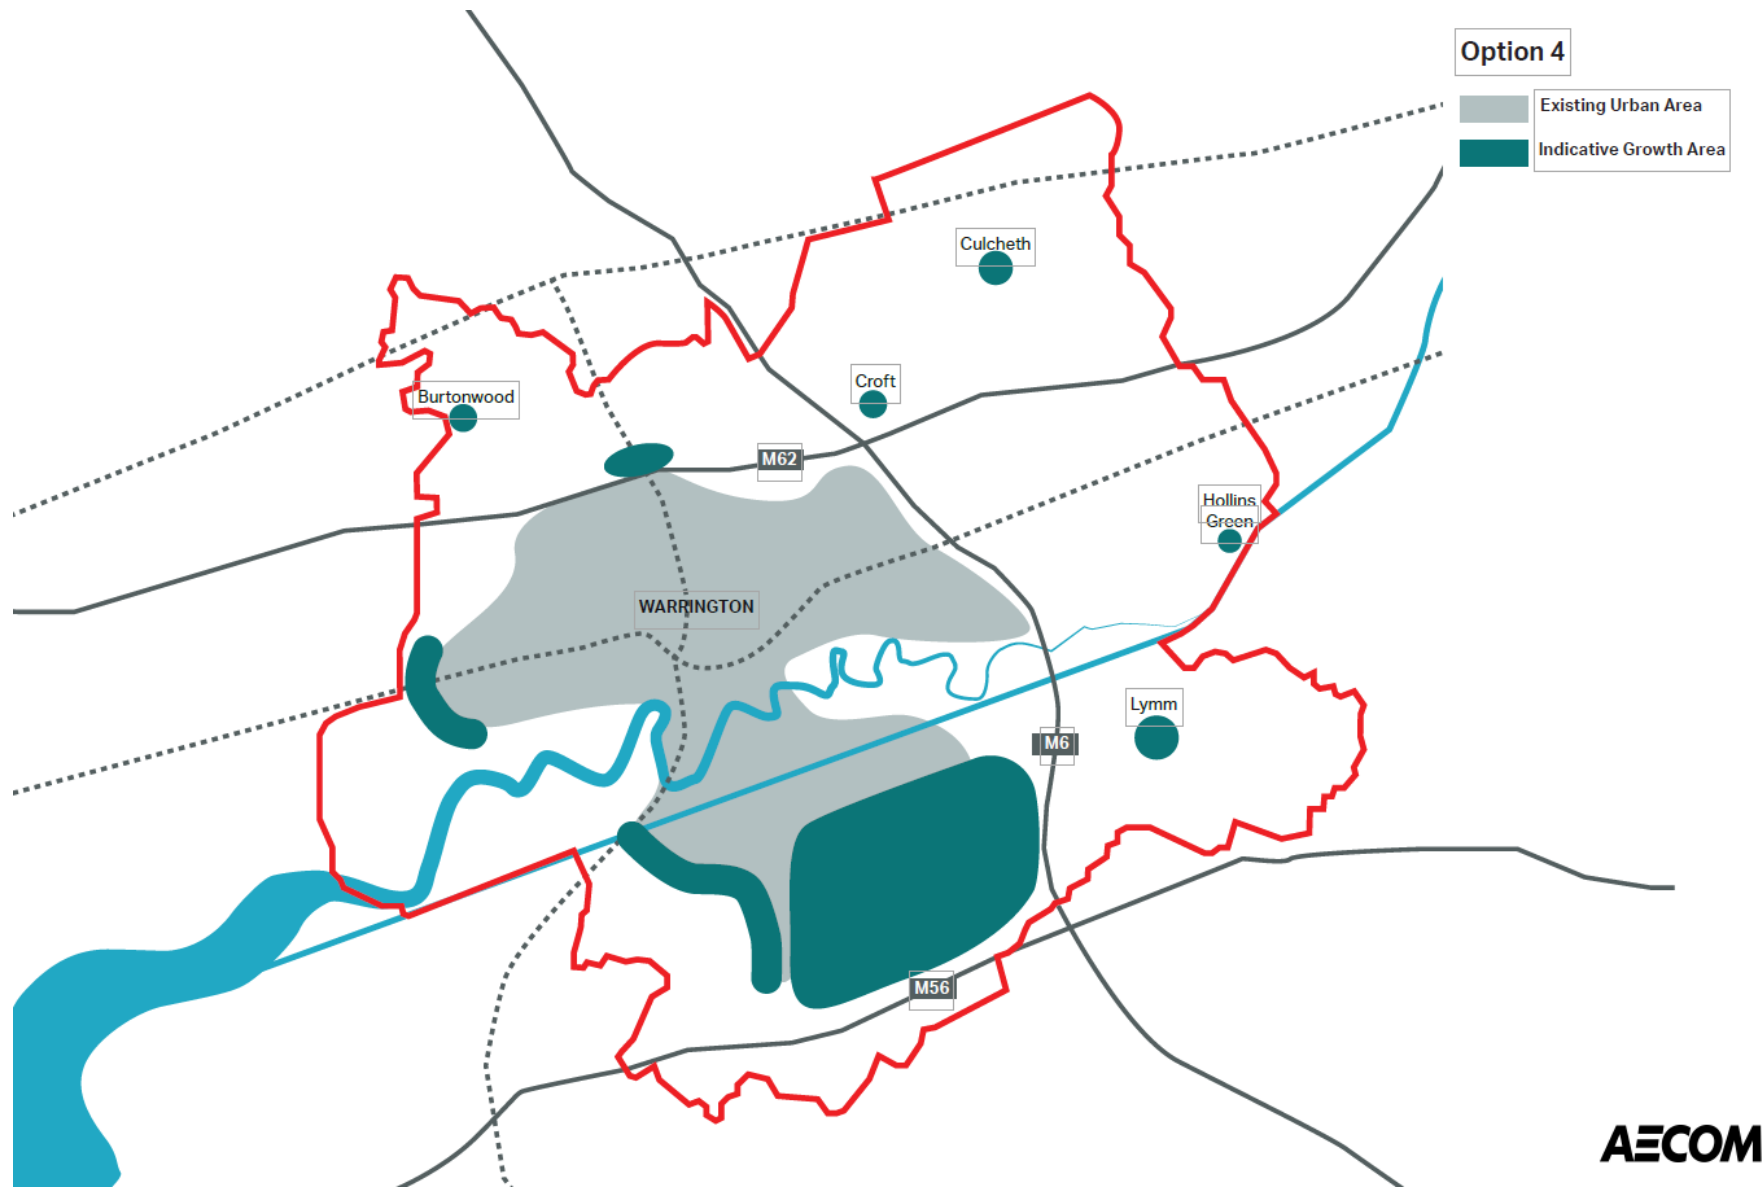 Option 4
Existing Urban Area
Indicative Growth Area
Culcheth
Croft
Burtonwood
M62
Hollins
Green
WARRINGTON
Lymm
M6
M56
AECOM